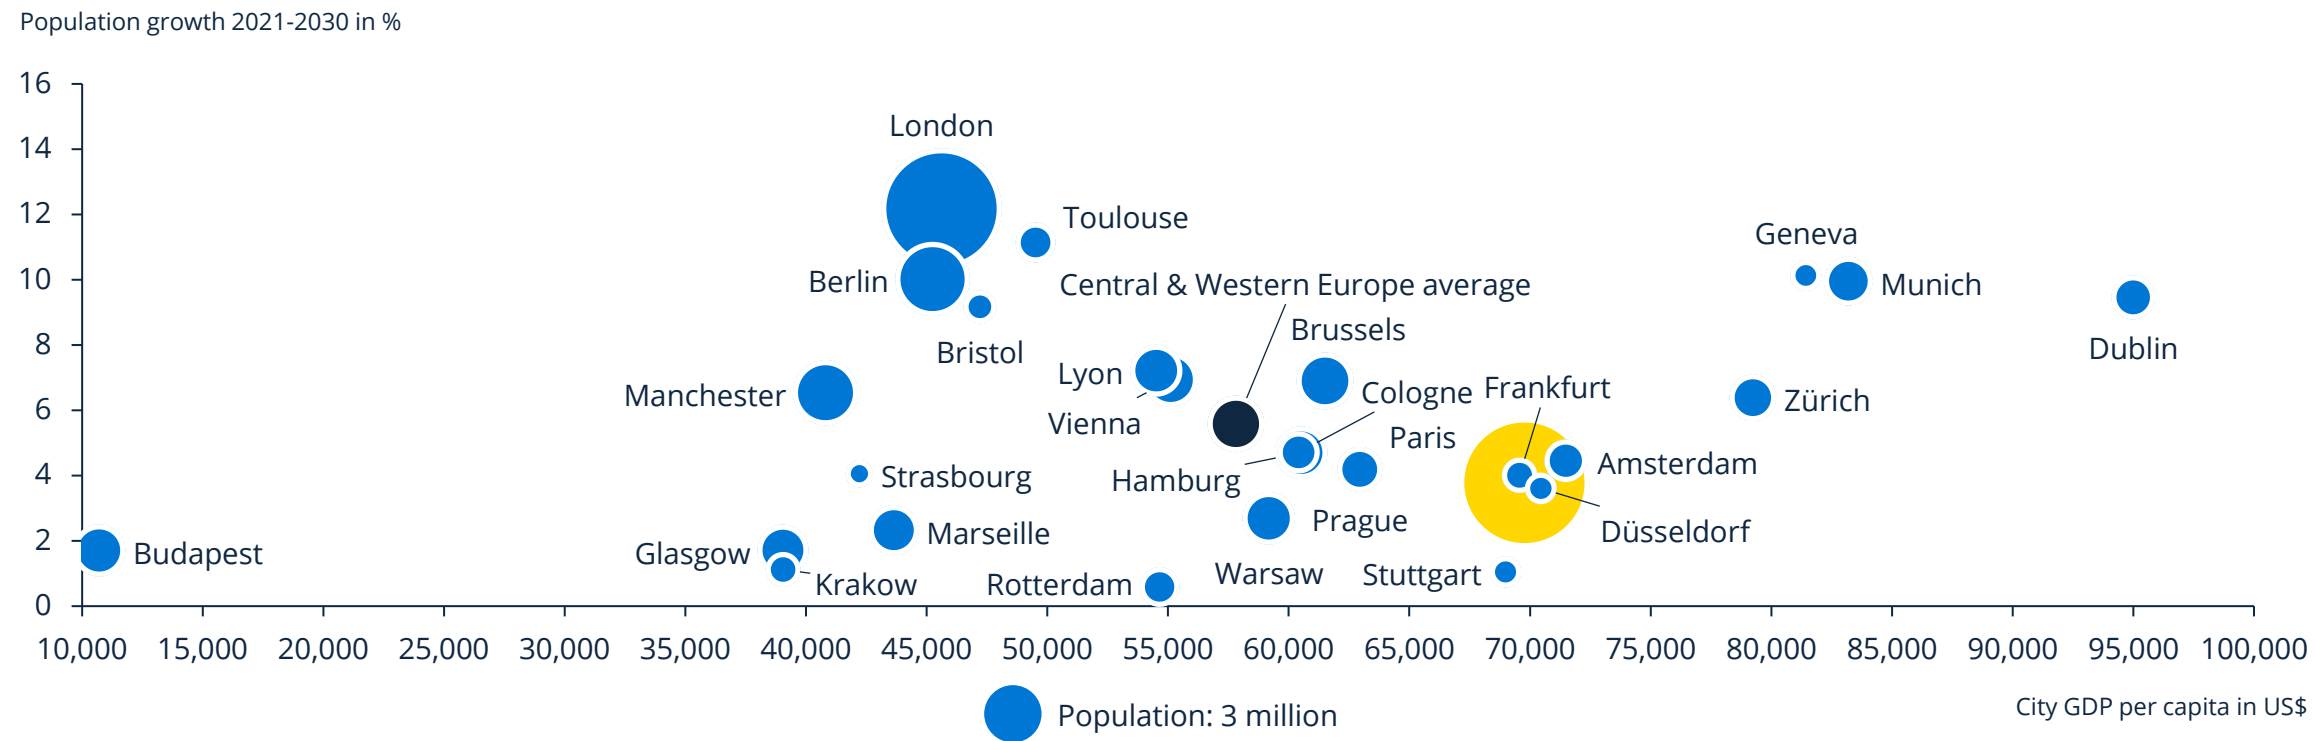 Population growth 2021-2030 in %
16
14
12
10
8
6
4
2
0
London
Toulouse
Geneva
Berlin
Central & Western Europe average
Munich
Brussels
Bristol
Dublin
Lyon
Manchester
Cologne
Frankfurt
Zürich
Vienna
Paris
Strasbourg
Hamburg
Amsterdam
Marseille
Prague
Düsseldorf
Budapest
Glasgow
Krakow
Rotterdam
Warsaw
Stuttgart
10,000 15,000 20,000 25,000 30,000 35,000 40,000 45,000 50,000 55,000 60,000 65,000 70,000 75,000 80,000 85,000 90,000 95,000 100,000
Population: 3 million
City GDP per capita in US$